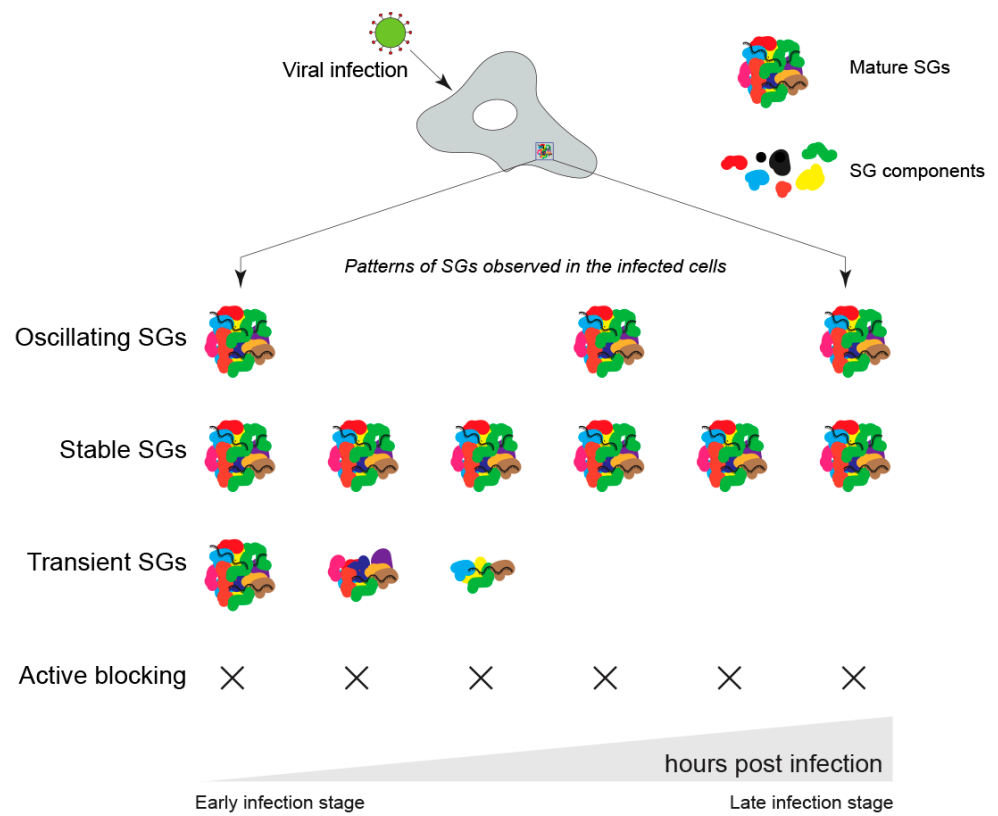 Viral infection
Mature SGs
SG components
Patterns of SGs observed in the infected cells
Oscillating SGs
Stable SGs
Transient SGs
Active blocking
hours post infection
Early infection stage
Late infection stage